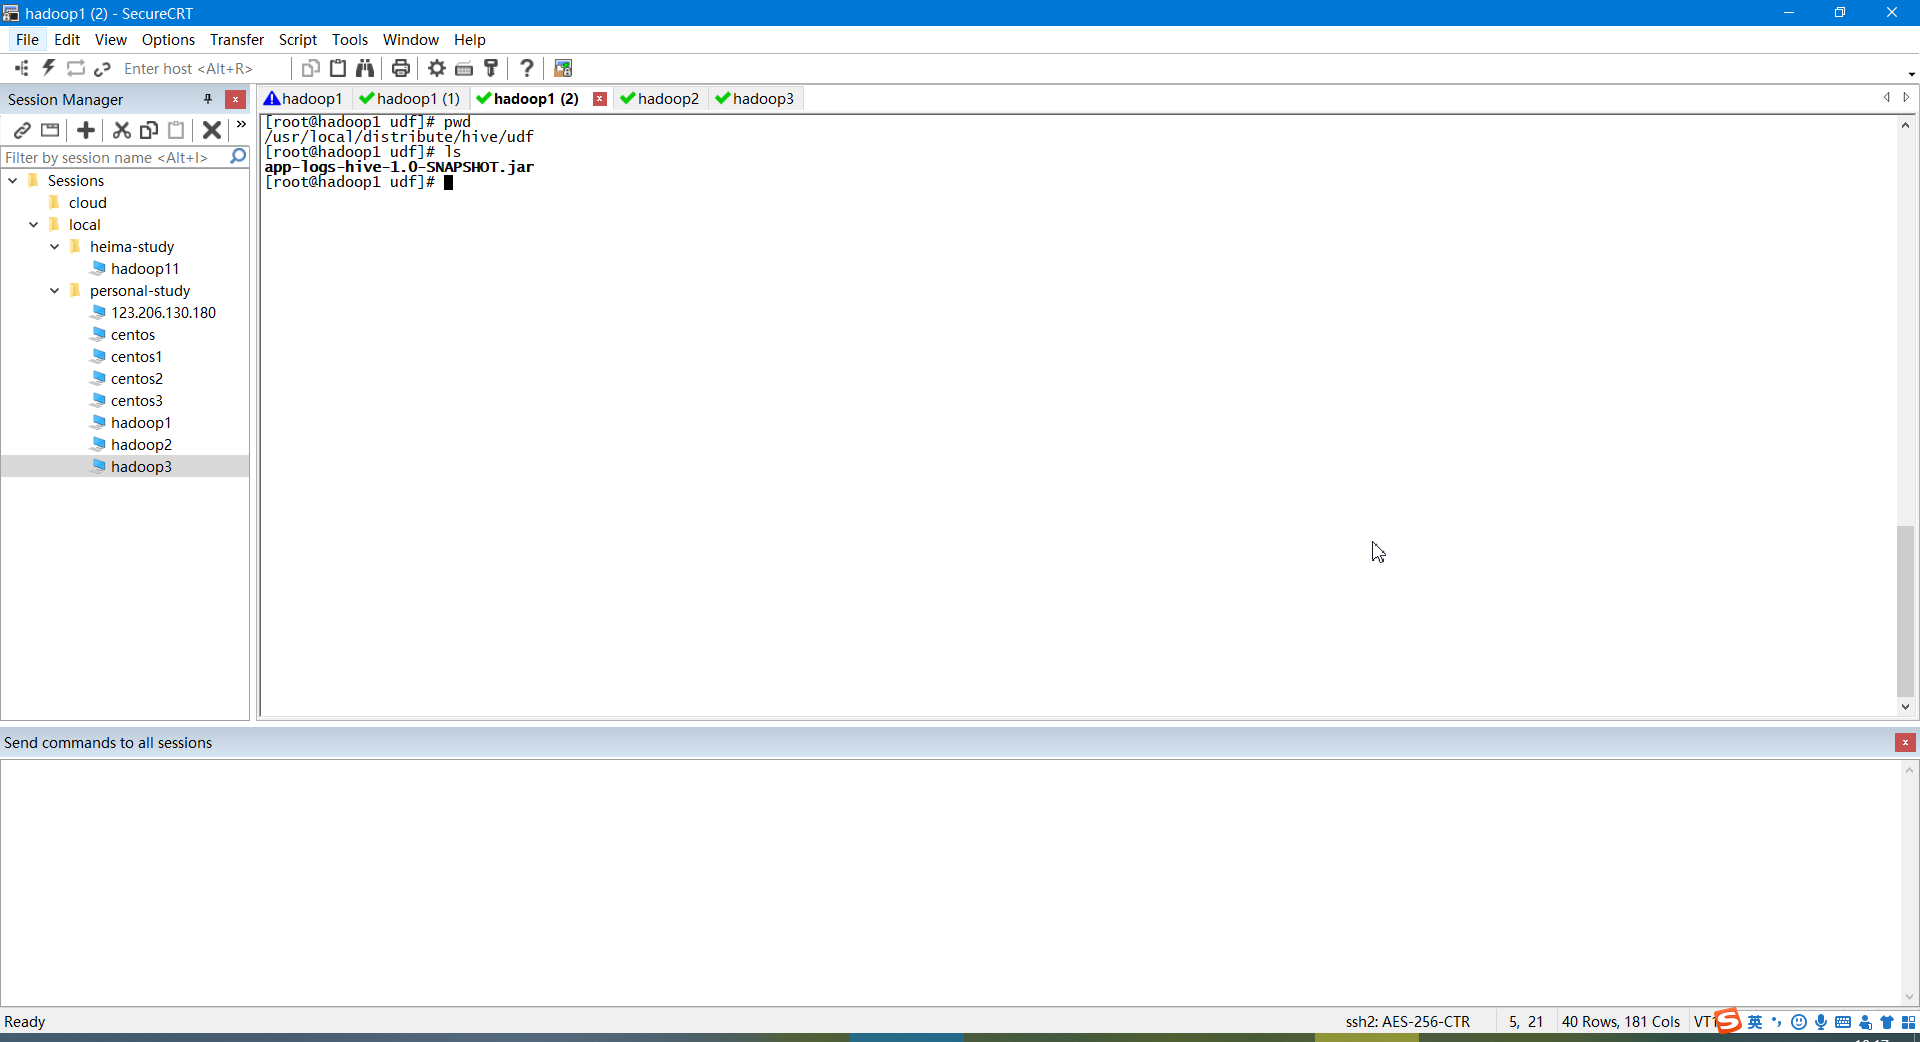 hadoop1 (2) - SecureCRT
File Edit View Options Transfer Script Tools Window Help
Enter host <Alt+R>
Session Manager
hadoop1 hadoop1 (1) hadoop1 (2) hadoop2 hadoop3
Filter by session name <Alt+I>
Sessions
cloud
local
heima-study
hadoop11
personal-study
123.206.130.180
centos
centos1
centos2
centos3
hadoop1
hadoop2
hadoop3
[root@hadoop1 udf]# pwd
/usr/local/distribute/hive/udf
[root@hadoop1 udf]# ls
app-logs-hive-1.0-SNAPSHOT.jar
[root@hadoop1 udf]#
Send commands to all sessions
Ready ssh2: AES-256-CTR 5, 21 40 Rows, 181 Cols VT1 英